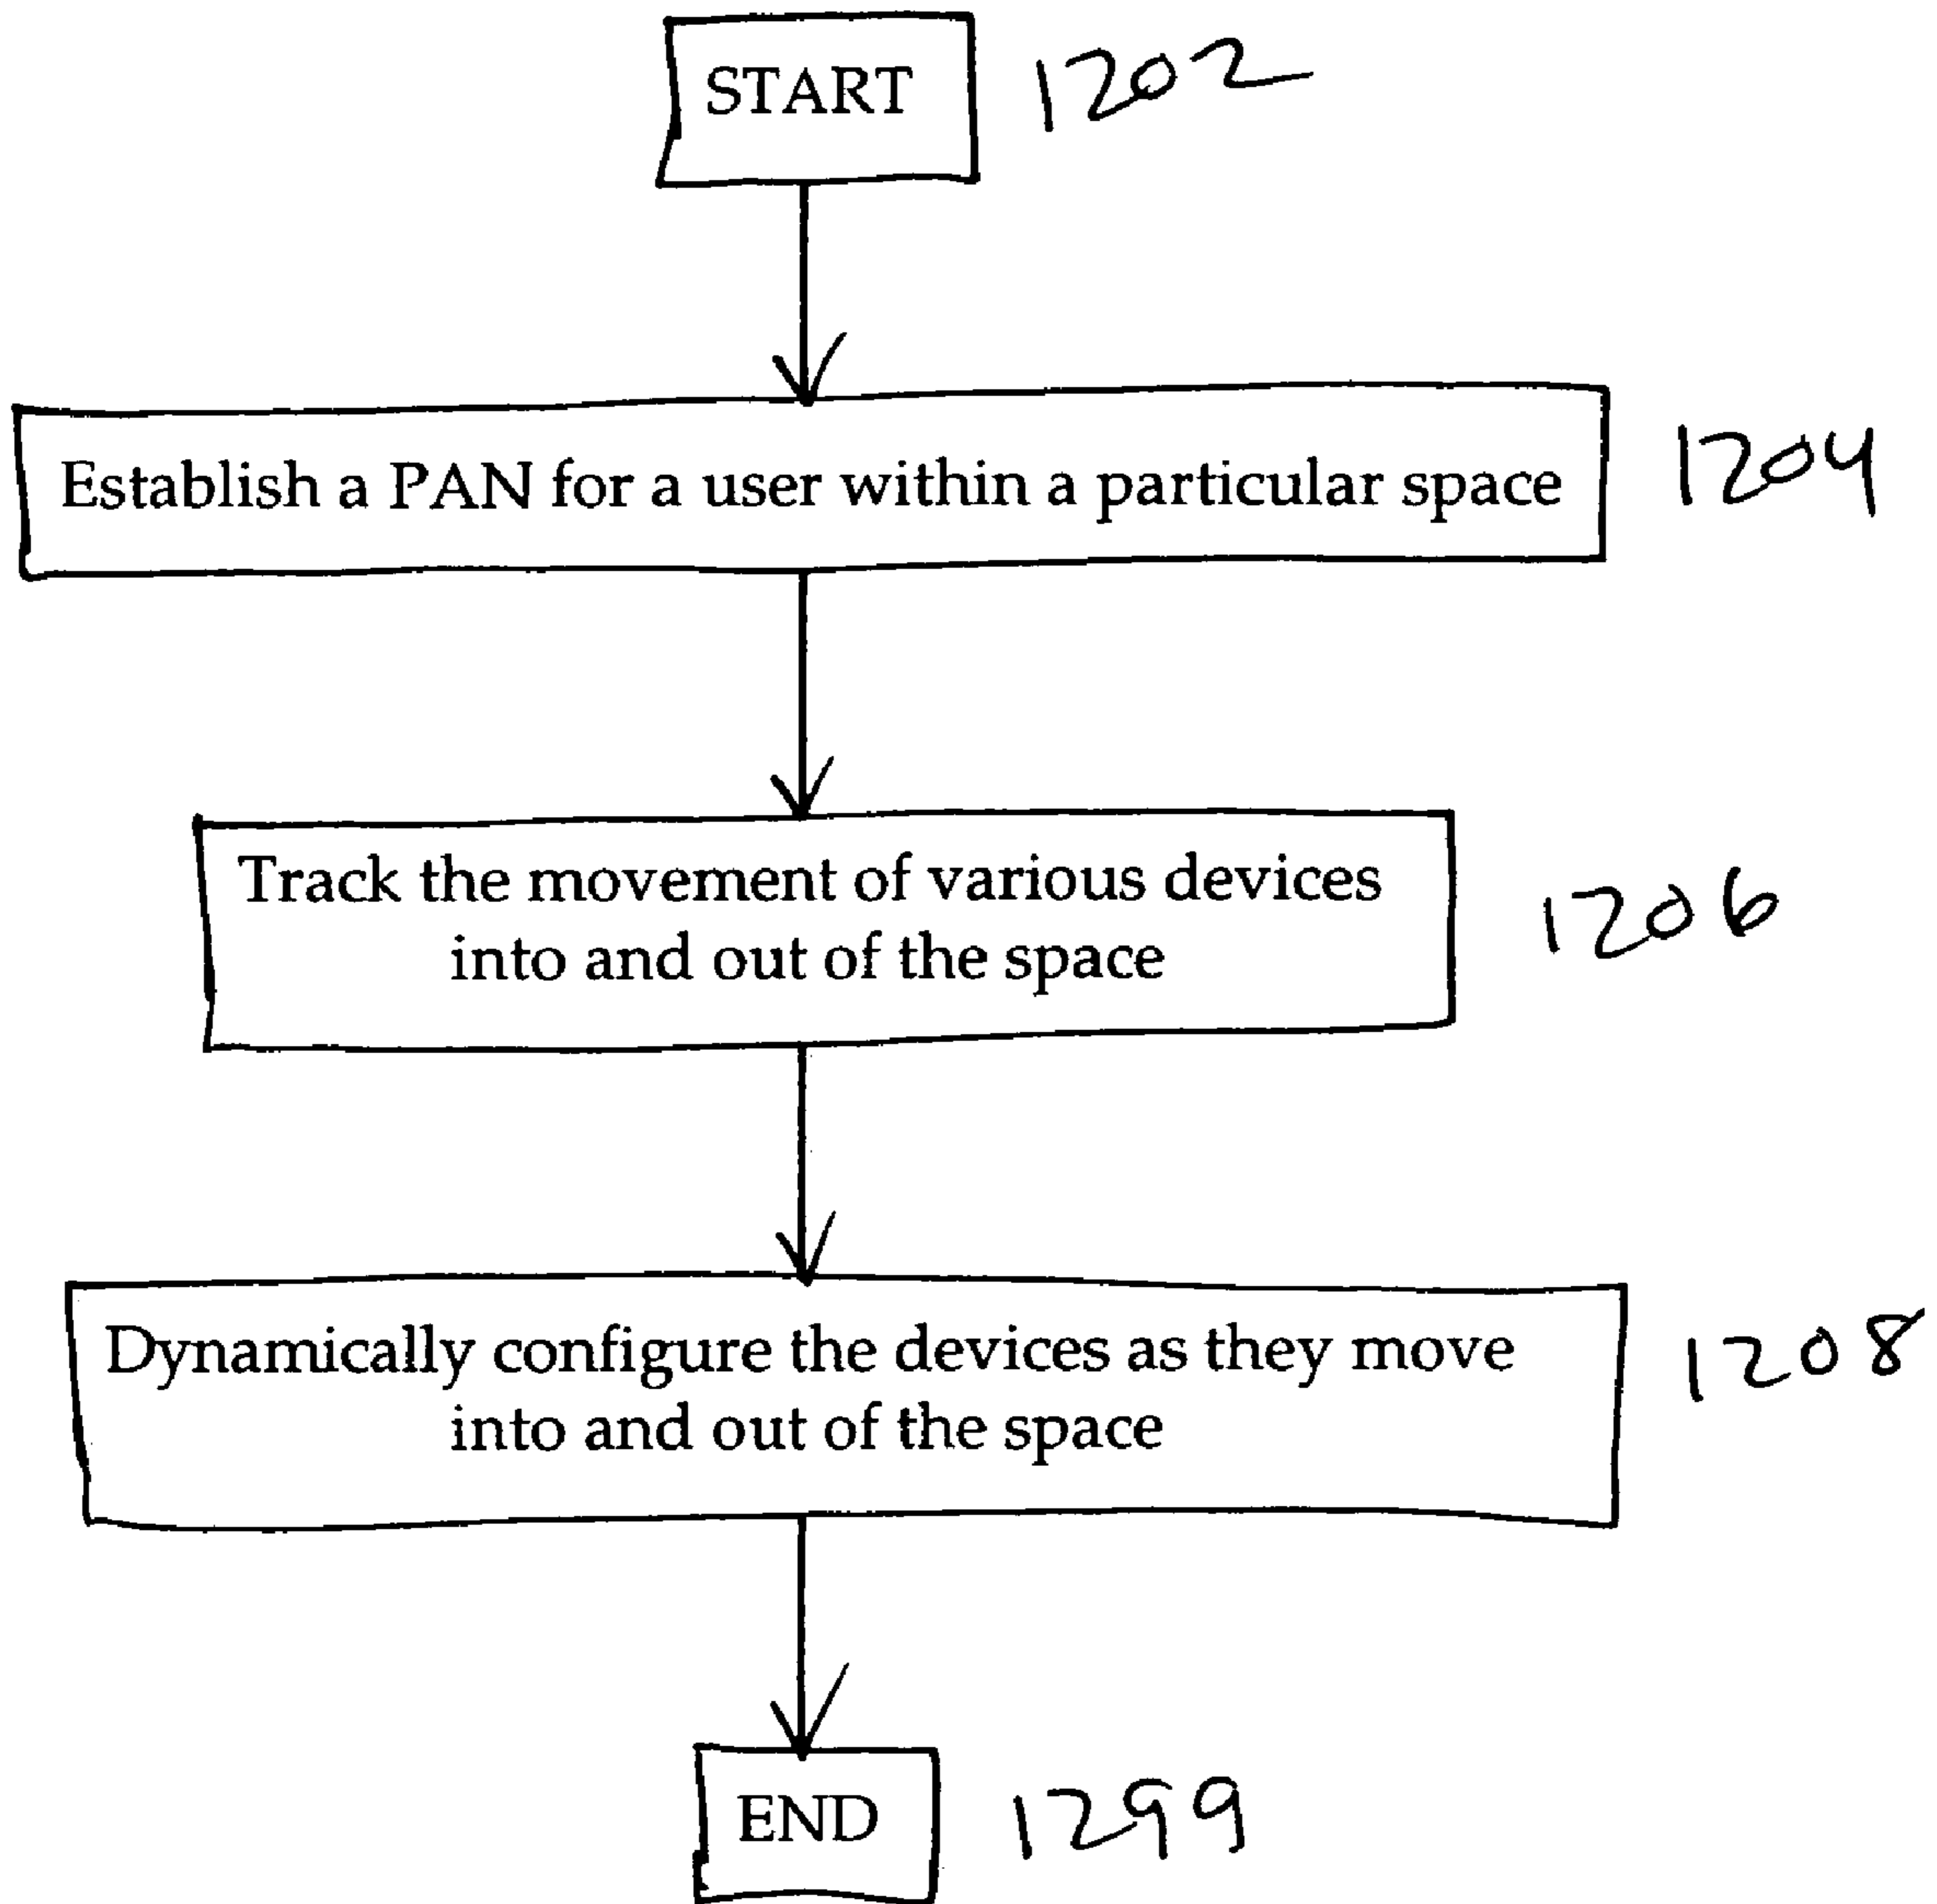 START 1202
Establish a PAN for a user within a particular space 1204
Track the movement of various devices
into and out of the space
1206
Dynamically configure the devices as they move
into and out of the space
1208
END 1299